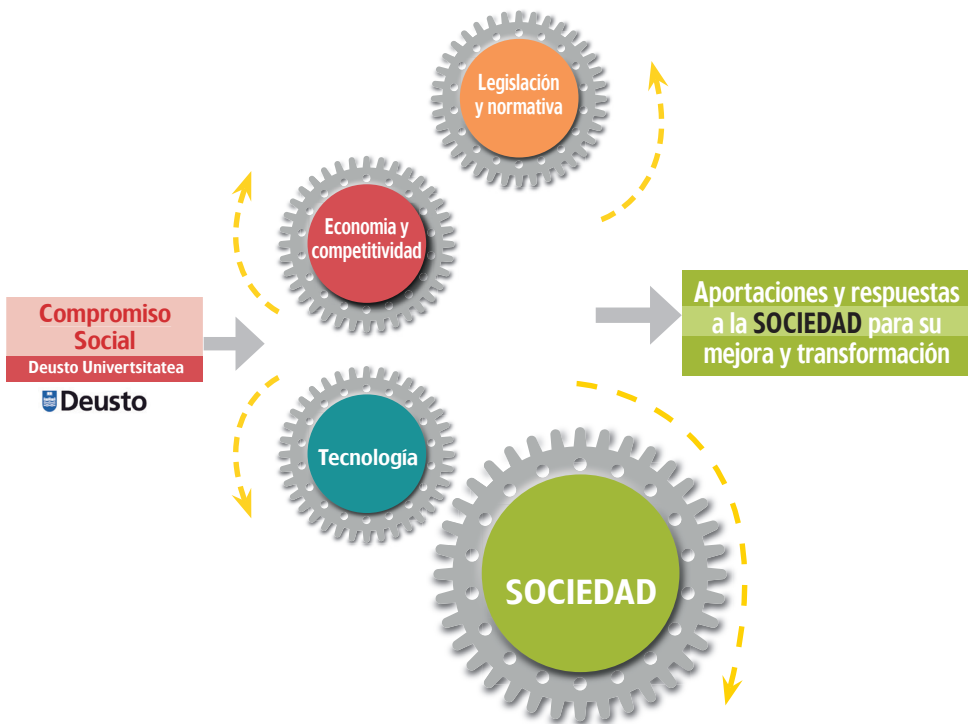 Legislación
y normativa
Economia y
competitividad
Compromiso
Social
Deusto Univertsitatea
Deusto
Aportaciones y respuestas
a la SOCIEDAD para su
mejora y transformación
Tecnología
SOCIEDAD